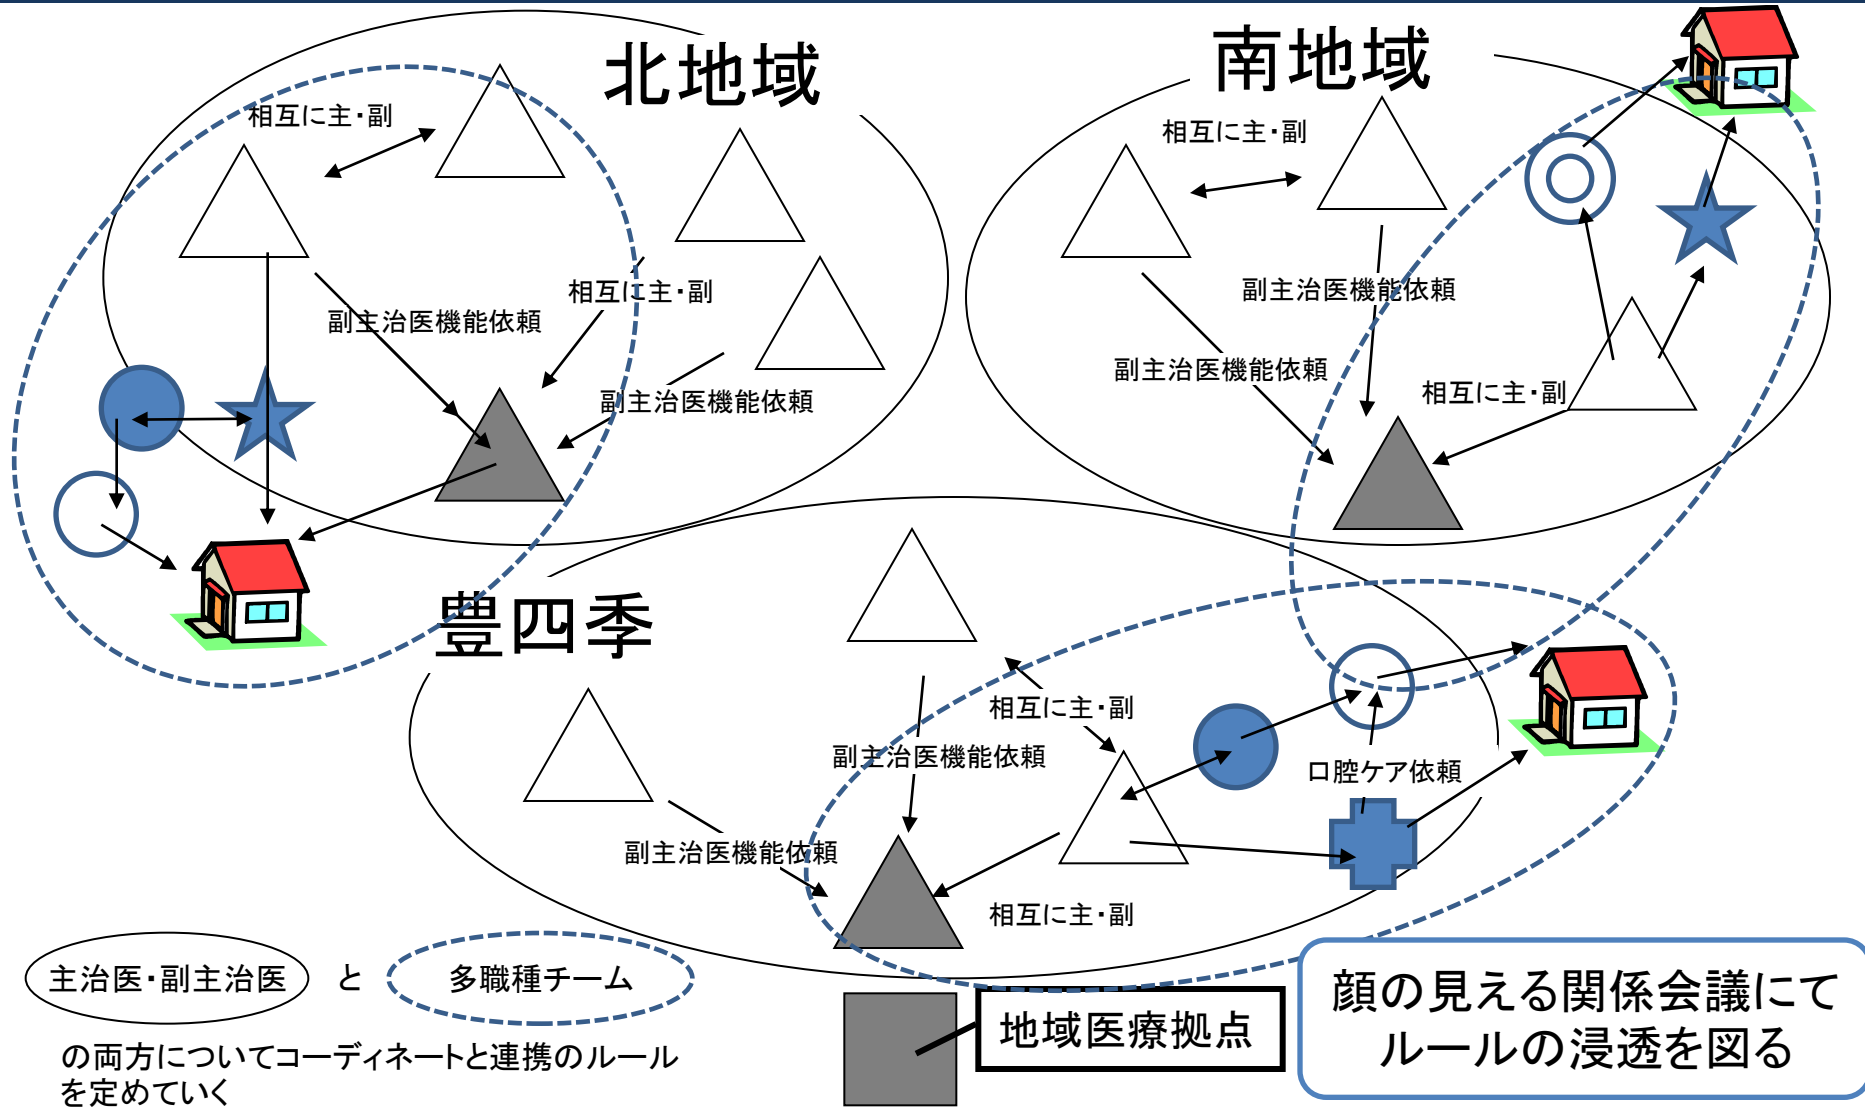 北地域
南地域
相互に主・副
相互に主・副
相互に主・副
副主治医機能依頼
副主治医機能依頼
副主治医機能依頼
副主治医機能依頼
相互に主・副
豊四季
相互に主・副
副主治医機能依頼
口腔ケア依頼
副主治医機能依頼
相互に主・副
主治医・副主治医 と 多職種チーム
の両方についてコーディネートと連携のルール
を定めていく
地域医療拠点
顔の見える関係会議にて
ルールの浸透を図る